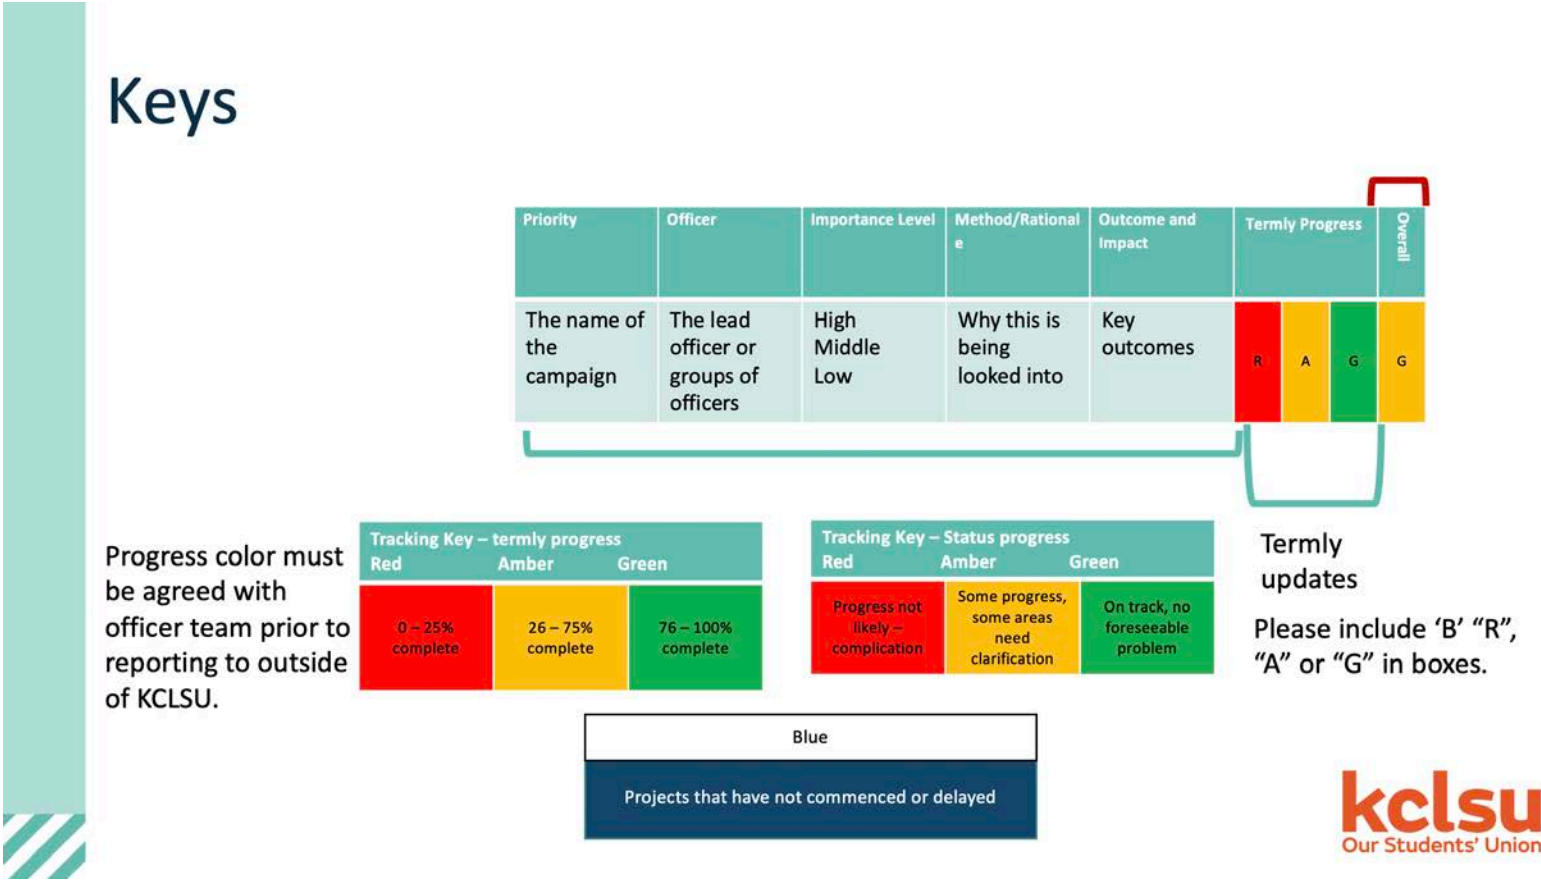 Keys
Priority
Officer
Importance Level
Method/Rational
e
Outcome and
Impact
Termly Progress
Overall
The name of
the
campaign
The lead
officer or
groups of
officers
High
Middle
Low
Why this is
being
looked into
Key
outcomes
R
A
G
G
Progress color must
be agreed with
officer team prior to
reporting to outside
of KCLSU.
Tracking Key – termly progress
Red Amber Green
0 – 25%
complete
26 – 75%
complete
76 – 100%
complete
Tracking Key – Status progress
Red Amber Green
Progress not
likely –
complication
Some progress,
some areas
need
clarification
On track, no
foreseeable
problem
Termly
updates
Please include ‘B’ “R”,
“A” or “G” in boxes.
Blue
Projects that have not commenced or delayed
kclsu
Our Students' Union